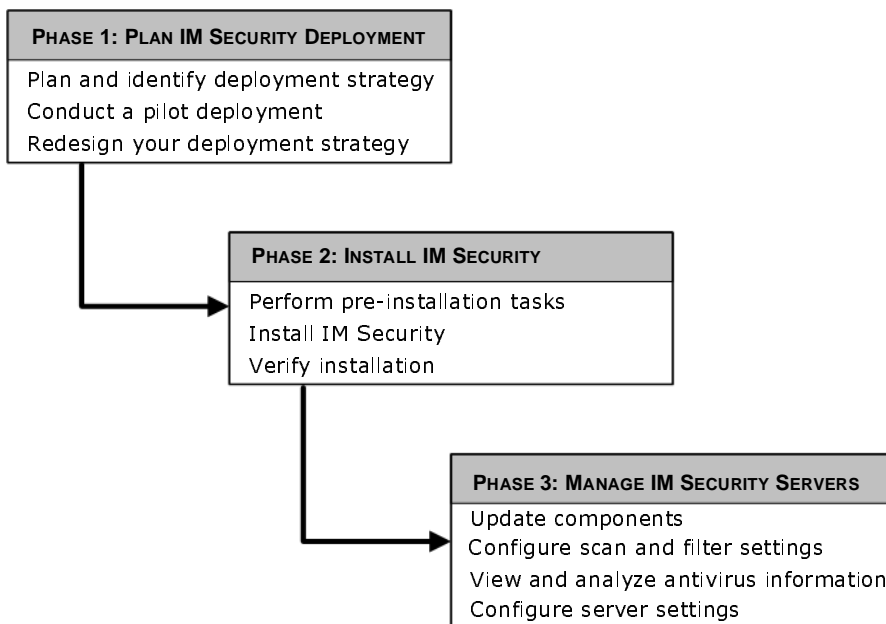 PHASE 1: PLAN IM SECURITY DEPLOYMENT
Plan and identify deployment strategy
Conduct a pilot deployment
Redesign your deployment strategy
PHASE 2: INSTALL IM SECURITY
Perform pre-installation tasks
Install IM Security
Verify installation
PHASE 3: MANAGE IM SECURITY SERVERS
Update components
Configure scan and filter settings
View and analyze antivirus information
Configure server settings